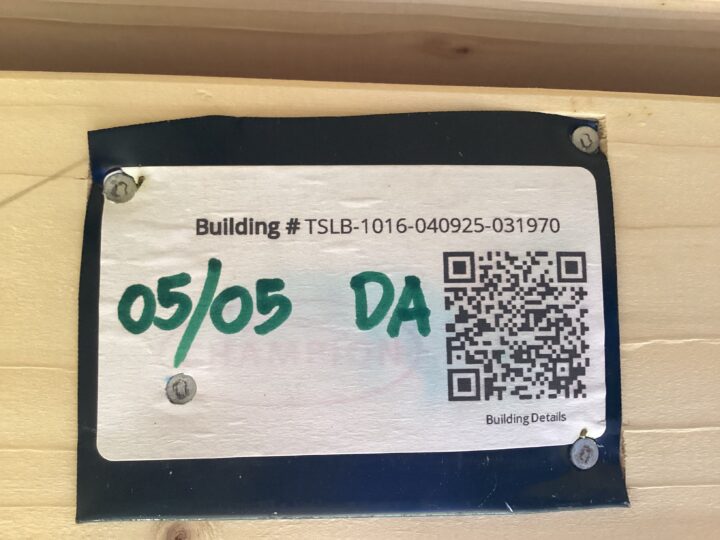 Building # TSLB-1016-040925-031970
05/05 DA
Building Details